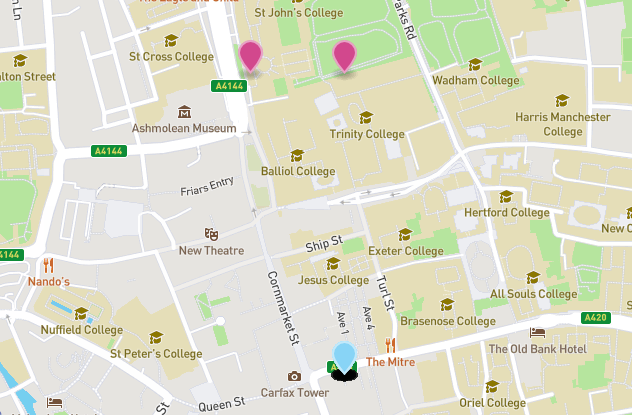 The Eagle and Child
St John's College
Parks Rd
St Cross College
alton Street
A4144
Wadham College
Harris Manchester
College
Ashmolean Museum
Trinity College
A4144
Balliol College
Friars Entry
Hertford College
New Co
New Theatre
Ship St
Exeter College
4144
Nando's
Jesus College
Cornmarket St
Turl St
All Souls College
Ave 1
Ave 4
Brasenose College
Nuffield College
St Peter's College
A420
The Old Bank Hotel
The Mitre
Carfax Tower
Queen St
St
Oriel College